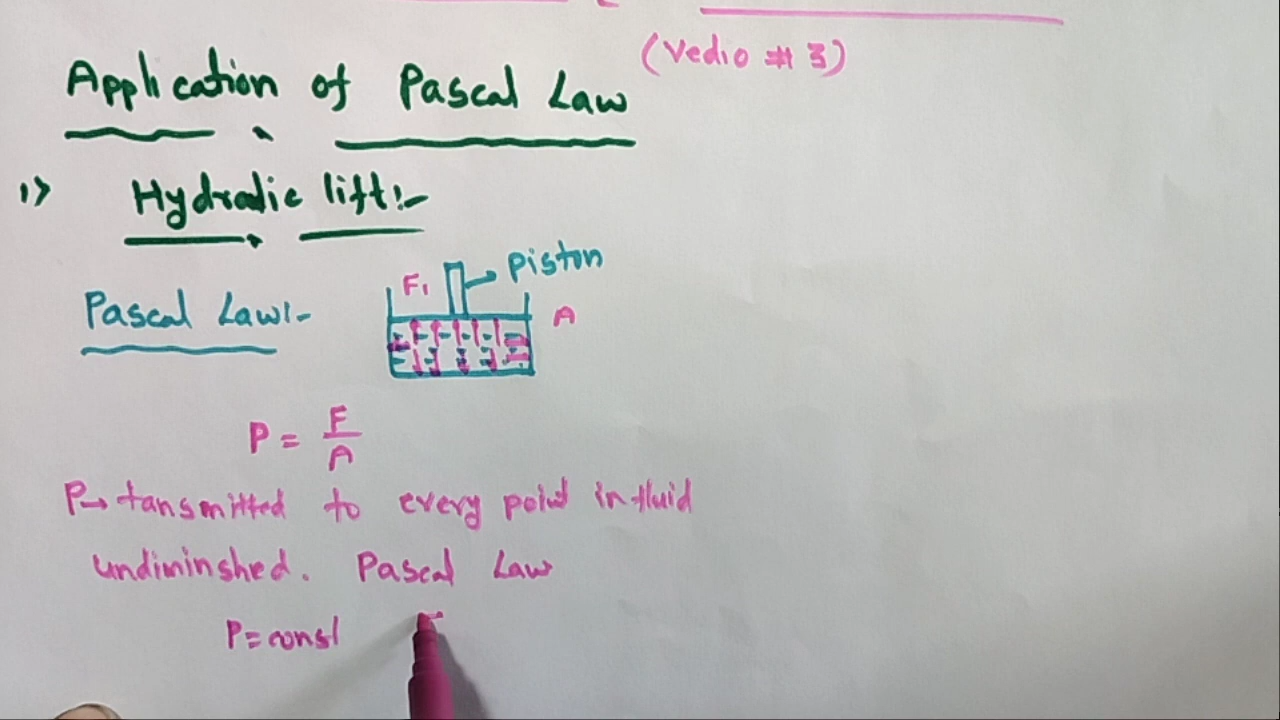 (Vedio # 3)
Application of Pascal Law
1) Hydralic lift:-
F1
Piston
Pascal Law:-
A
P = F/A
P→ tansmitted to every point in fluid
undiminshed. Pascal Law
P = const